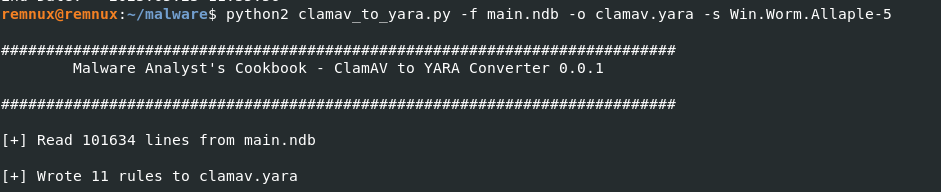 remnux@remnux:~/malware$ python2 clamav_to_yara.py -f main.ndb -o clamav.yara -s Win.Worm.Allaple-5
###########################################################################
Malware Analyst's Cookbook - ClamAV to YARA Converter 0.0.1
###########################################################################
[+] Read 101634 lines from main.ndb
[+] Wrote 11 rules to clamav.yara